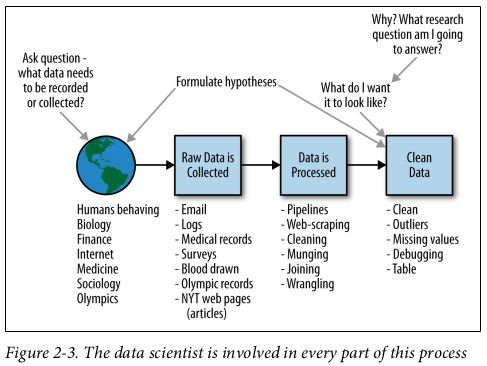 Why? What research
question am I going
to answer?
Ask question -
what data needs
to be recorded
or collected?
Formulate hypotheses
What do I want
it to look like?
Raw Data is
Collected
Data is
Processed
Clean
Data
Humans behaving
Biology
Finance
Internet
Medicine
Sociology
Olympics
- Email
- Logs
- Medical records
- Surveys
- Blood drawn
- Olympic records
- NYT web pages
(articles)
- Pipelines
- Web-scraping
- Cleaning
- Munging
- Joining
- Wrangling
- Clean
- Outliers
- Missing values
- Debugging
- Table
Figure 2-3. The data scientist is involved in every part of this process